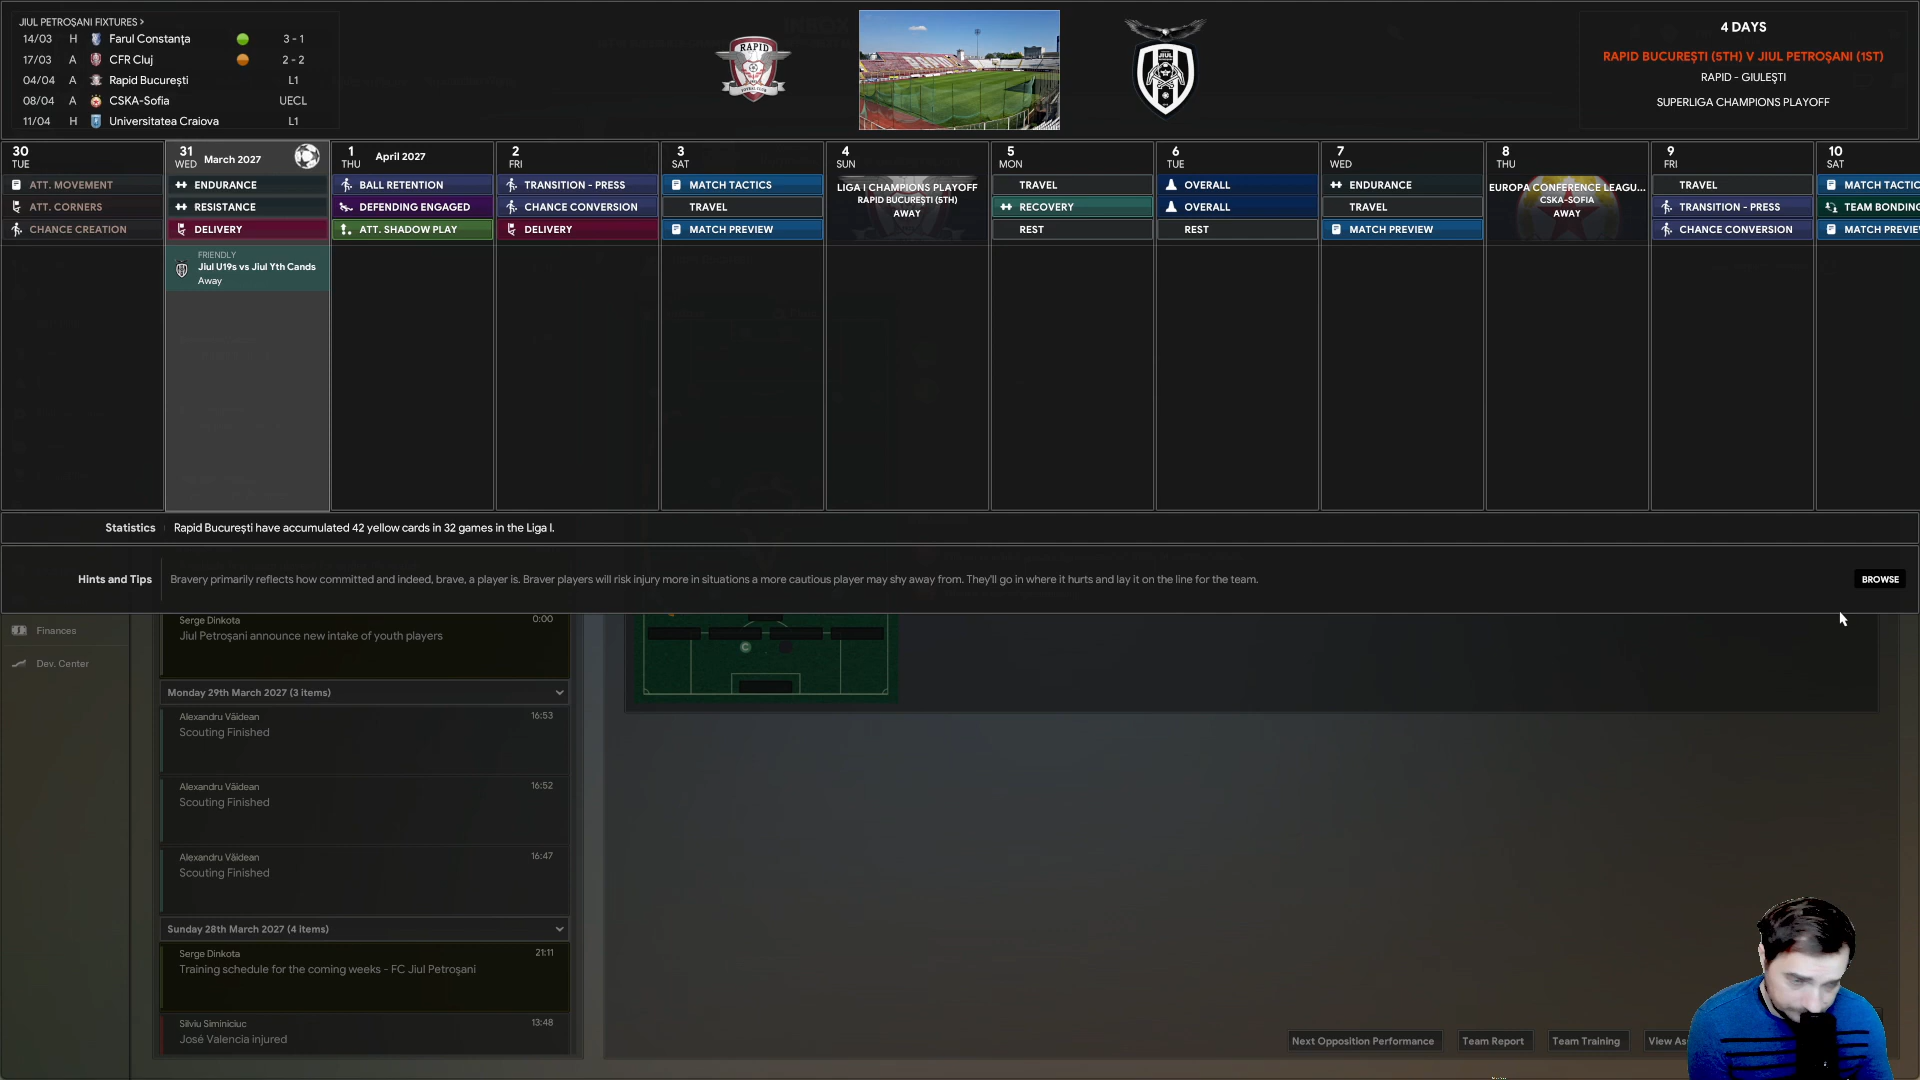 JIUL PETROȘANI FIXTURES >
14/03 H Farul Constanța 3 - 1
17/03 A CFR Cluj 2 - 2
04/04 A Rapid București L1
08/04 A CSKA-Sofia UECL
11/04 H Universitatea Craiova L1
RAPID
4 DAYS
RAPID BUCUREȘTI (5TH) V JIUL PETROȘANI (1ST)
RAPID - GIULEȘTI
SUPERLIGA CHAMPIONS PLAYOFF
30 TUE
ATT. MOVEMENT
ATT. CORNERS
CHANCE CREATION
31 WED March 2027
ENDURANCE
RESISTANCE
DELIVERY
FRIENDLY
Jiul U19s vs Jiul Yth Cands
Away
1 THU April 2027
BALL RETENTION
DEFENDING ENGAGED
ATT. SHADOW PLAY
2 FRI
TRANSITION - PRESS
CHANCE CONVERSION
DELIVERY
3 SAT
MATCH TACTICS
TRAVEL
MATCH PREVIEW
4 SUN
LIGA I CHAMPIONS PLAYOFF
RAPID BUCUREȘTI (5TH)
AWAY
5 MON
TRAVEL
RECOVERY
REST
6 TUE
OVERALL
OVERALL
REST
7 WED
ENDURANCE
TRAVEL
MATCH PREVIEW
8 THU
EUROPA CONFERENCE LEAGU...
CSKA-SOFIA
AWAY
9 FRI
TRAVEL
TRANSITION - PRESS
CHANCE CONVERSION
10 SAT
MATCH TACTIC
TEAM BONDING
MATCH PREVIE
Statistics Rapid București have accumulated 42 yellow cards in 32 games in the Liga I.
Hints and Tips Bravery primarily reflects how committed and indeed, brave, a player is. Braver players will risk injury more in situations a more cautious player may shy away from. They'll go in where it hurts and lay it on the line for the team.
BROWSE
Finances
Dev. Center
Serge Dinkota 0:00
Jiul Petroșani announce new intake of youth players
Monday 29th March 2027 (3 items)
Alexandru Văidean 16:53
Scouting Finished
Alexandru Văidean 16:52
Scouting Finished
Alexandru Văidean 16:47
Scouting Finished
Sunday 28th March 2027 (4 items)
Serge Dinkota 21:11
Training schedule for the coming weeks - FC Jiul Petroșani
Silviu Siminiciuc 13:48
José Valencia injured
Next Opposition Performance
Team Report
Team Training
View As